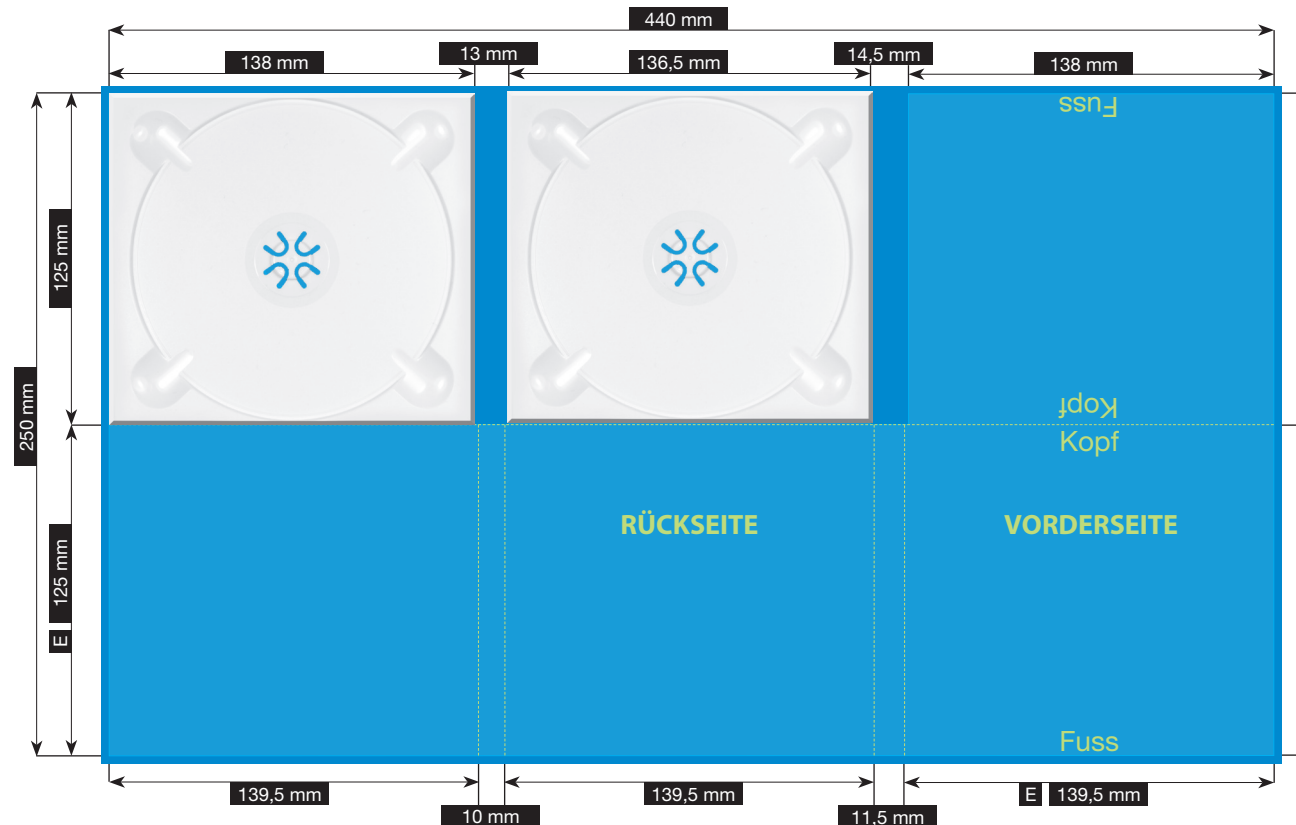 440 mm
13 mm
14,5 mm
138 mm
136,5 mm
138 mm
Fuss
125 mm
250 mm
Kopf
Kopf
RÜCKSEITE
VORDERSEITE
125 mm
E
Fuss
139,5 mm
139,5 mm
E 139,5 mm
10 mm
11,5 mm